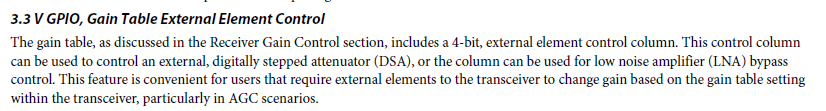 3.3 V GPIO, Gain Table External Element Control
The gain table, as discussed in the Receiver Gain Control section, includes a 4-bit, external element control column. This control column
can be used to control an external, digitally stepped attenuator (DSA), or the column can be used for low noise amplifier (LNA) bypass
control. This feature is convenient for users that require external elements to the transceiver to change gain based on the gain table setting
within the transceiver, particularly in AGC scenarios.